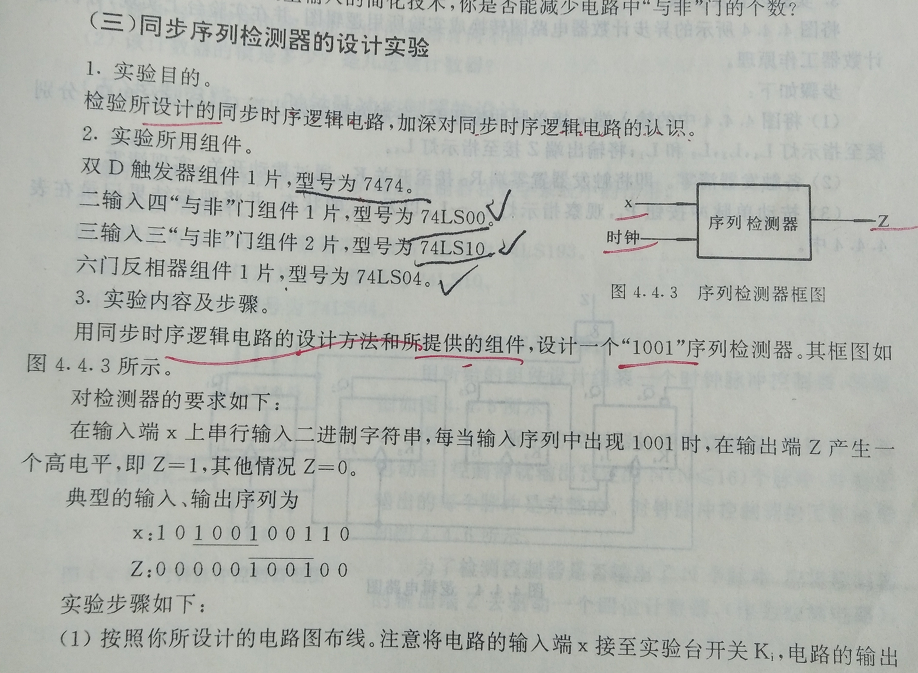 输入的简化技术,你是否能减少电路中“与非”门的个数?
(三)同步序列检测器的设计实验
1. 实验目的。
检验所设计的同步时序逻辑电路,加深对同步时序逻辑电路的认识。
2. 实验所用组件。
双 D 触发器组件 1 片,型号为 7474。
二输入四“与非”门组件 1 片,型号为 74LS00。
三输入三“与非”门组件 2 片,型号为 74LS10。
六门反相器组件 1 片,型号为 74LS04。
x
时钟
序列检测器
Z
图 4.4.3 序列检测器框图
3. 实验内容及步骤。
用同步时序逻辑电路的设计方法和所提供的组件,设计一个“1001”序列检测器。其框图如
图 4.4.3 所示。
对检测器的要求如下:
在输入端 x 上串行输入二进制字符串,每当输入序列中出现 1001 时,在输出端 Z 产生一
个高电平,即 Z=1,其他情况 Z=0。
典型的输入、输出序列为
x:1 0 1 0 0 1 0 0 1 1 0
Z:0 0 0 0 0 1 0 0 1 0 0
实验步骤如下:
(1) 按照你所设计的电路图布线。注意将电路的输入端 x 接至实验台开关 Ki,电路的输出